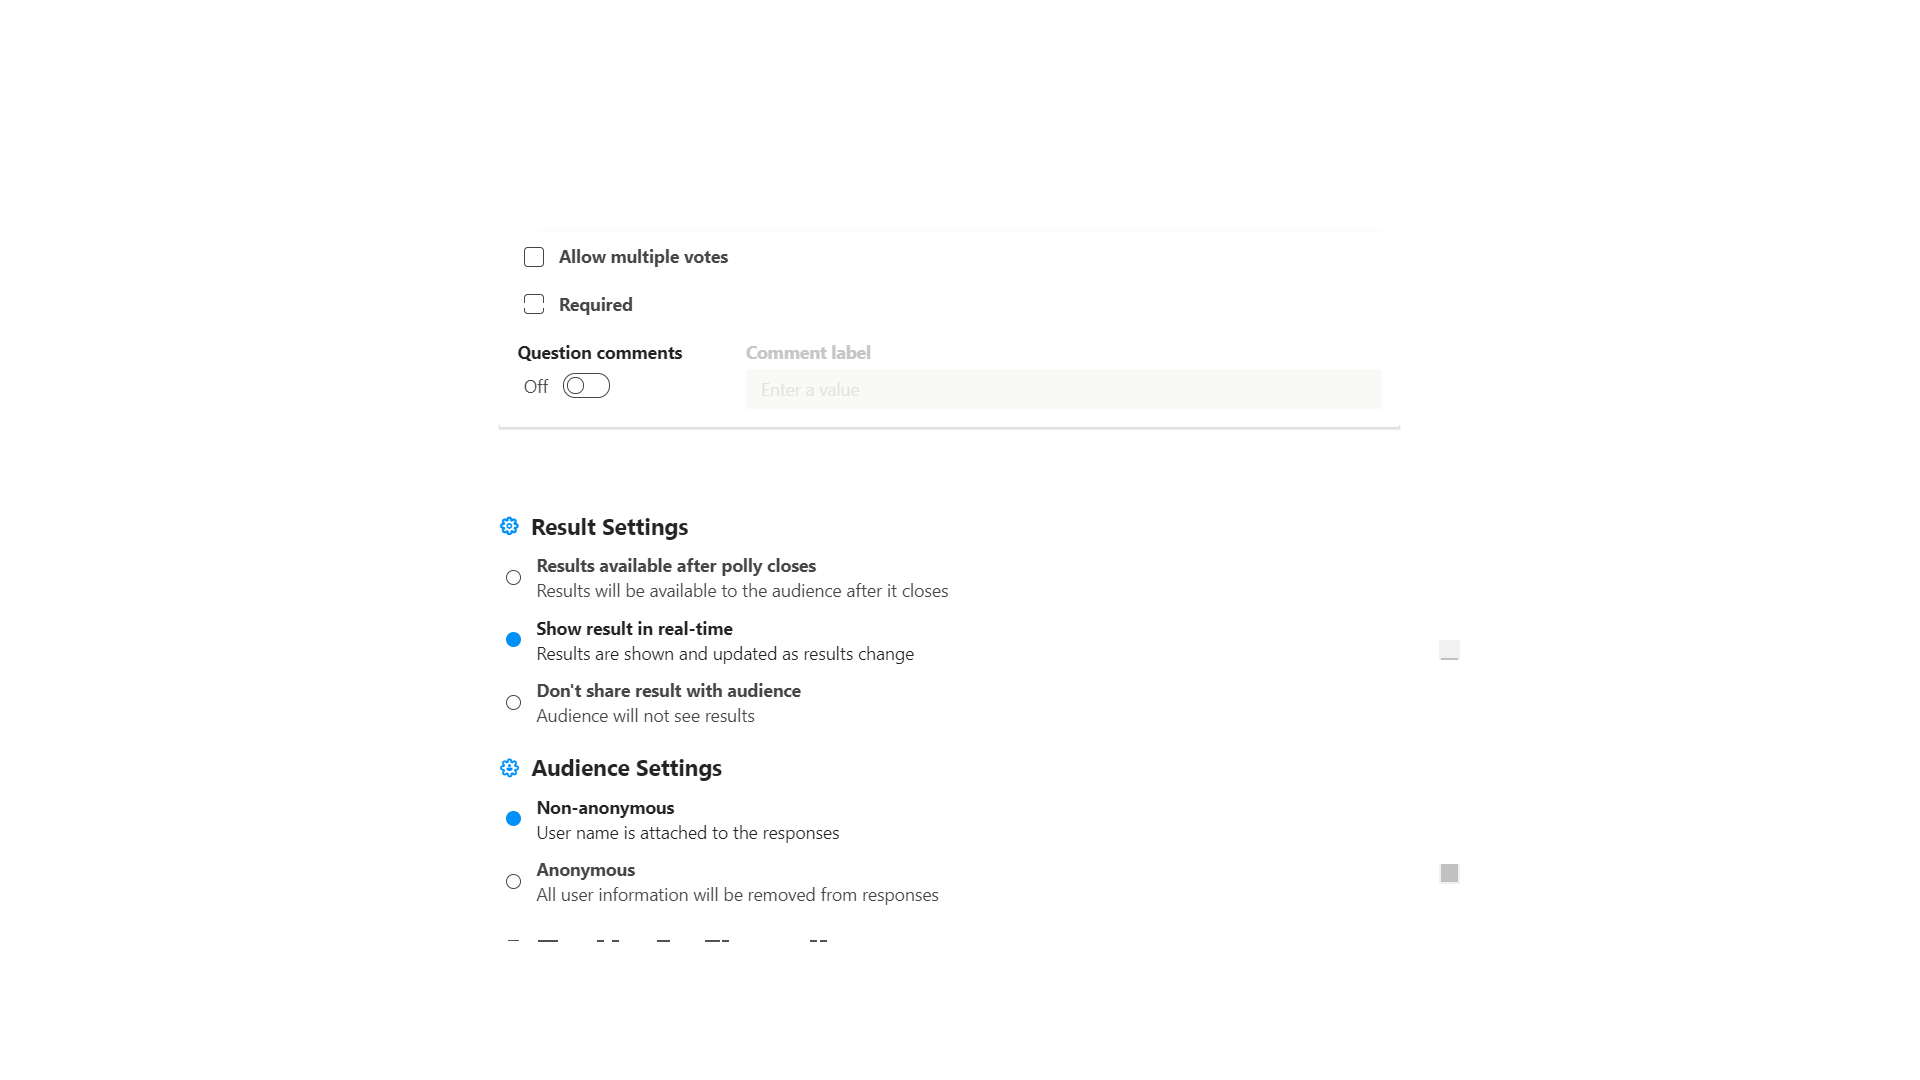 Allow multiple votes
Required
Question comments
Comment label
Off
Enter a value
Result Settings
Results available after polly closes
Results will be available to the audience after it closes
Show result in real-time
Results are shown and updated as results change
Don't share result with audience
Audience will not see results
Audience Settings
Non-anonymous
User name is attached to the responses
Anonymous
All user information will be removed from responses